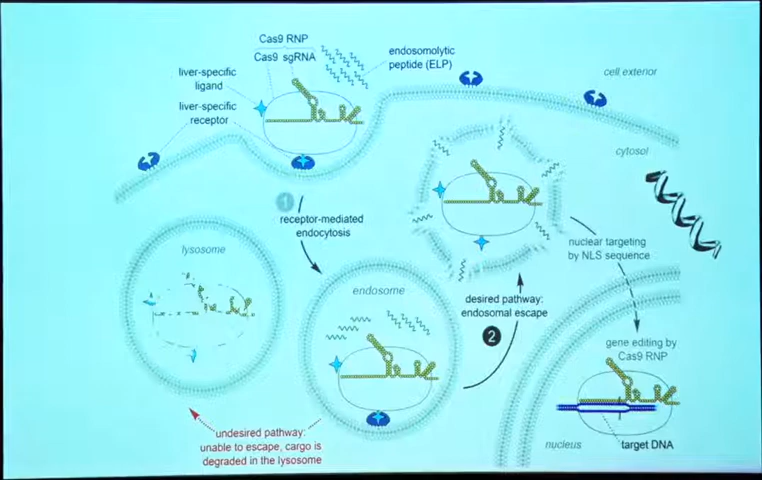 Cas9 RNP
Cas9 sgRNA
endosomolytic
peptide (ELP)
liver-specific
ligand
liver-specific
receptor
cell exterior
cytosol
1
receptor-mediated
endocytosis
lysosome
endosome
nuclear targeting
by NLS sequence
desired pathway:
endosomal escape
2
gene editing by
Cas9 RNP
undesired pathway:
unable to escape, cargo is
degraded in the lysosome
nucleus
target DNA